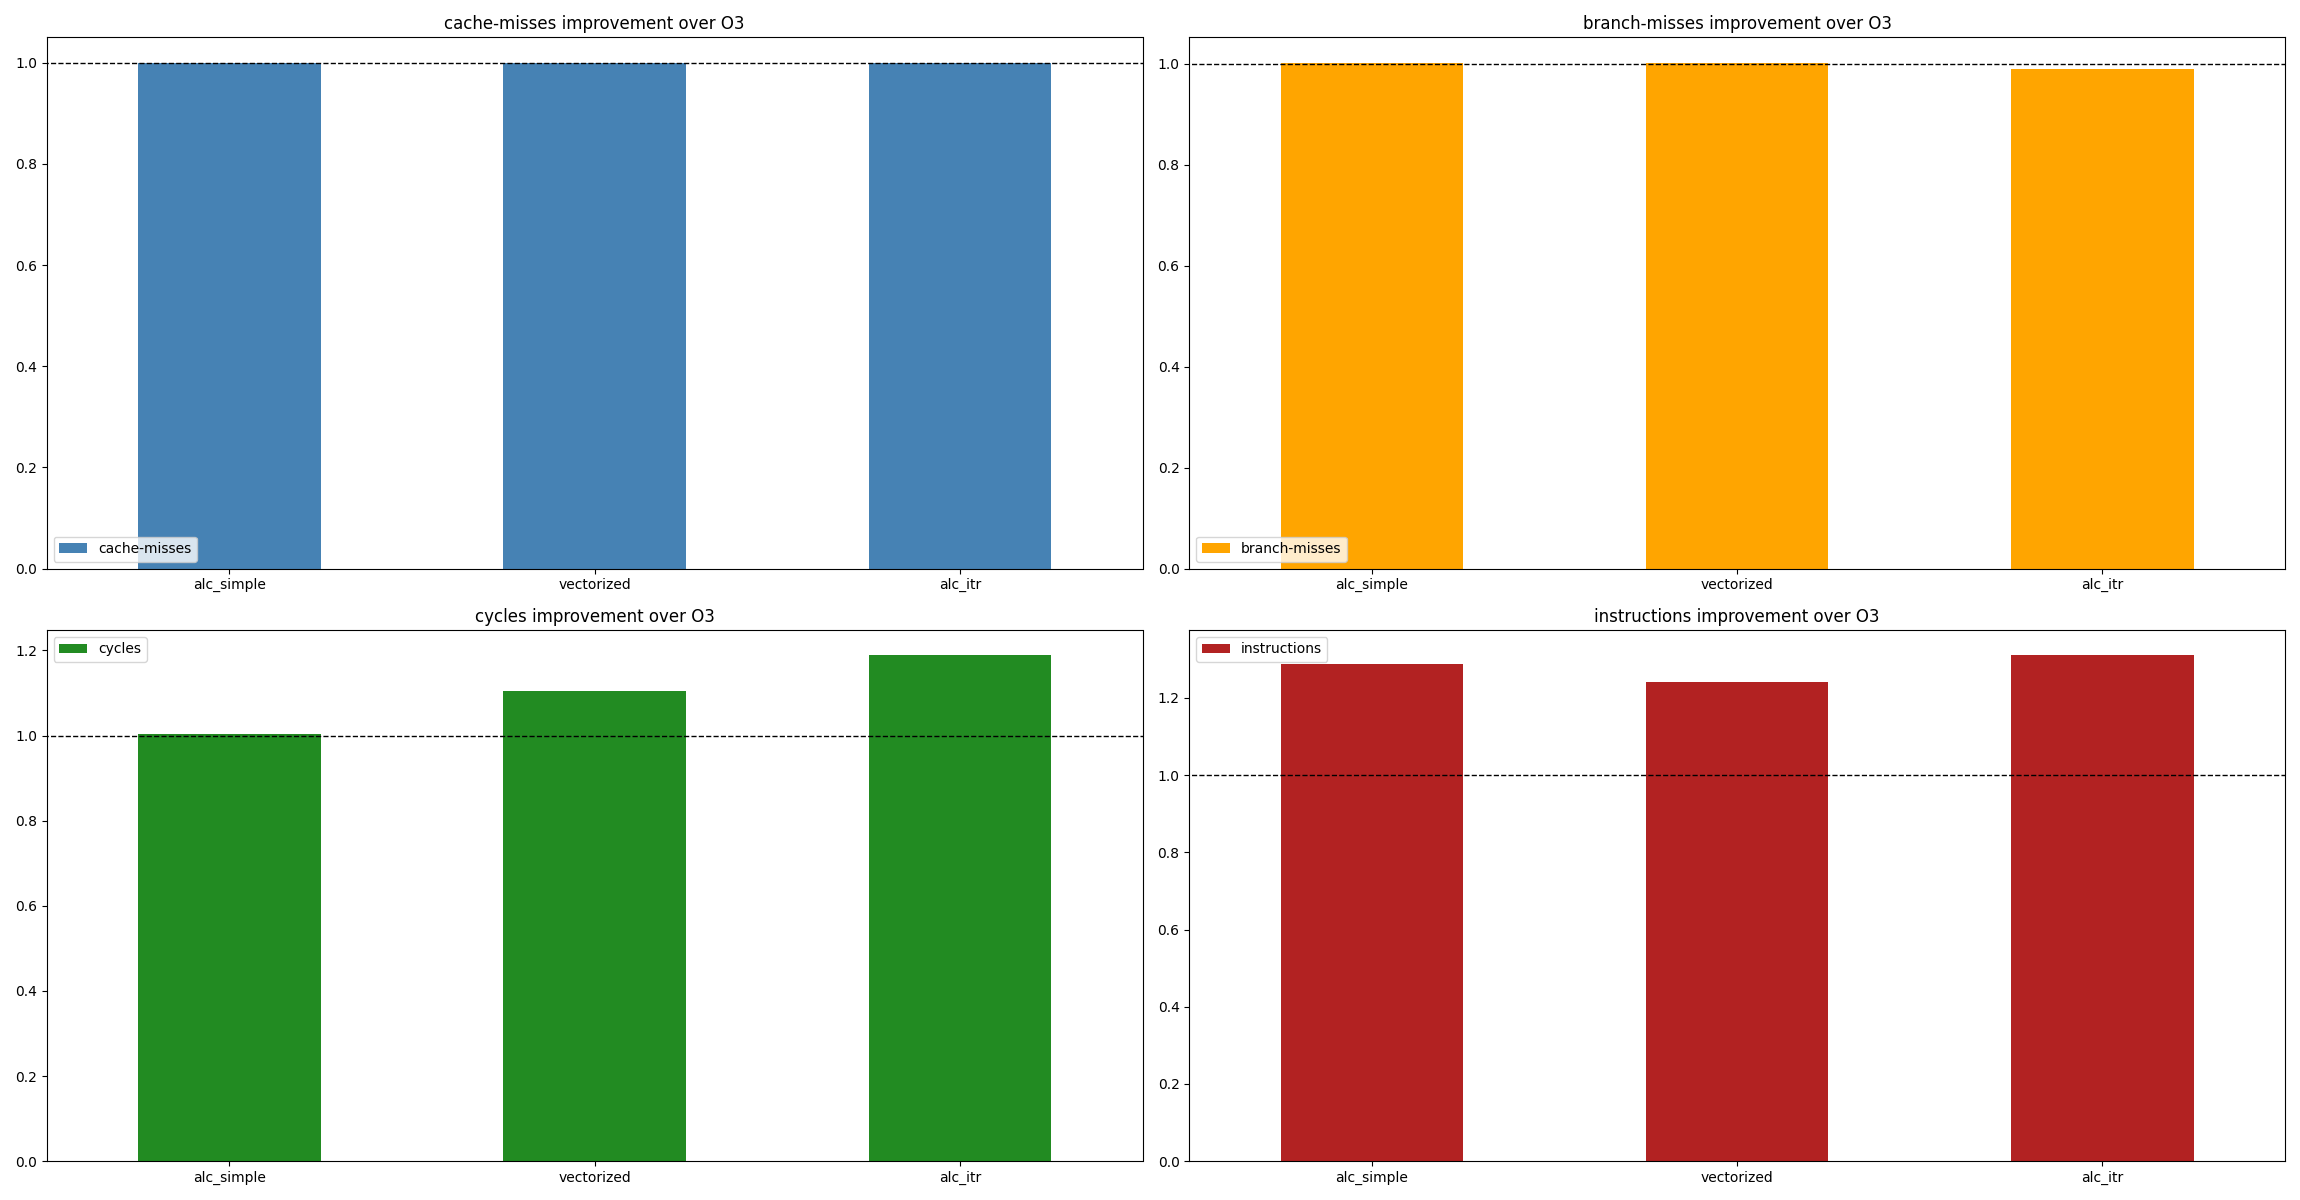 cache-misses improvement over O3
1.0
0.8
0.6
0.4
0.2
0.0
cache-misses
alc_simple vectorized alc_itr
branch-misses improvement over O3
1.0
0.8
0.6
0.4
0.2
0.0
branch-misses
alc_simple vectorized alc_itr
cycles improvement over O3
cycles
1.2
1.0
0.8
0.6
0.4
0.2
0.0
alc_simple vectorized alc_itr
instructions improvement over O3
instructions
1.2
1.0
0.8
0.6
0.4
0.2
0.0
alc_simple vectorized alc_itr